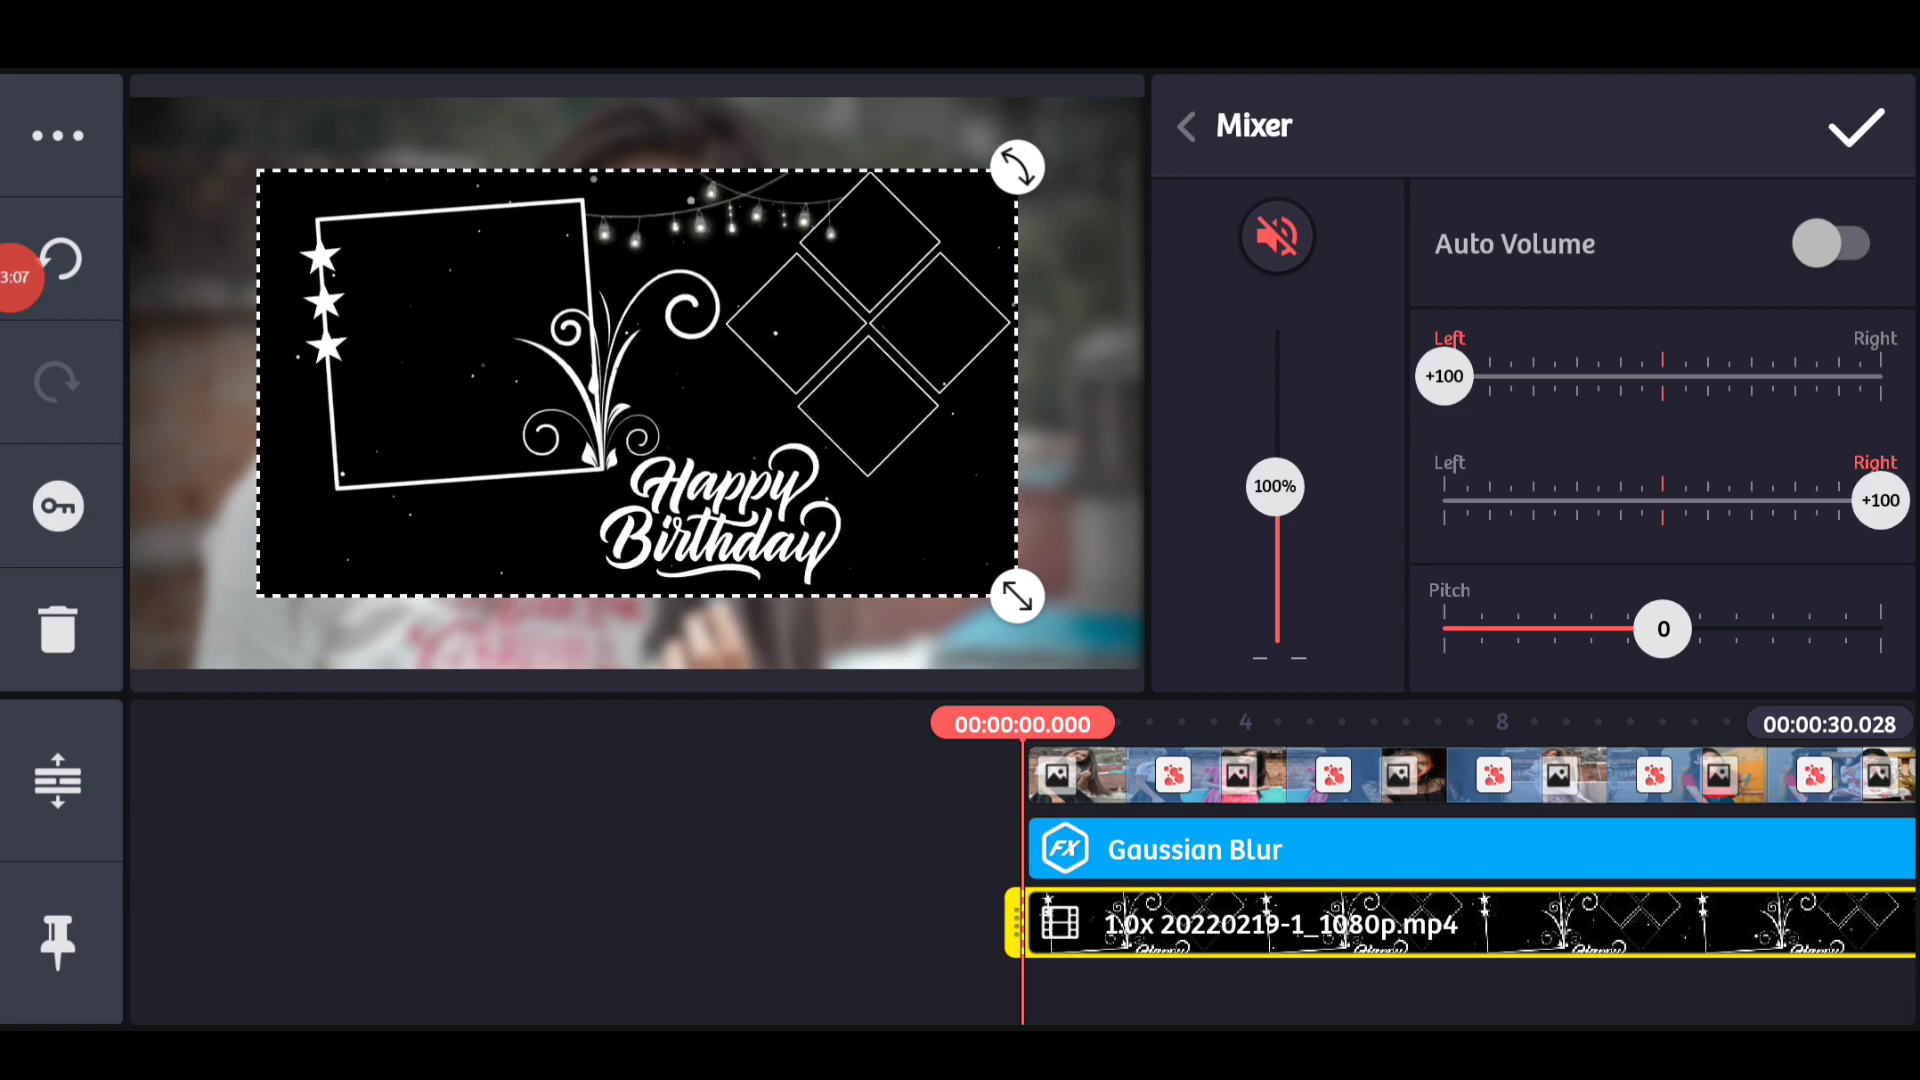 Mixer
3:07
Auto Volume
Left
Right
+100
Left
Right
+100
100%
Pitch
0
Happy
Birthday
00:00:00.000
4
8
00:00:30.028
FX
Gaussian Blur
1.0x 20220219-1_1080p.mp4